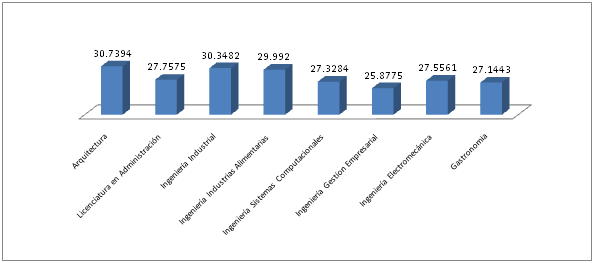 30.7394
27.7575
30.3482
29.992
27.3284
25.8775
27.5561
27.1443
Arquitectura
Licenciatura en Administración
Ingeniería Industrial
Ingeniería Industrias Alimentarias
Ingeniería Sistemas Computacionales
Ingeniería Gestion Empresarial
Ingeniería Electromecánica
Gastronomía